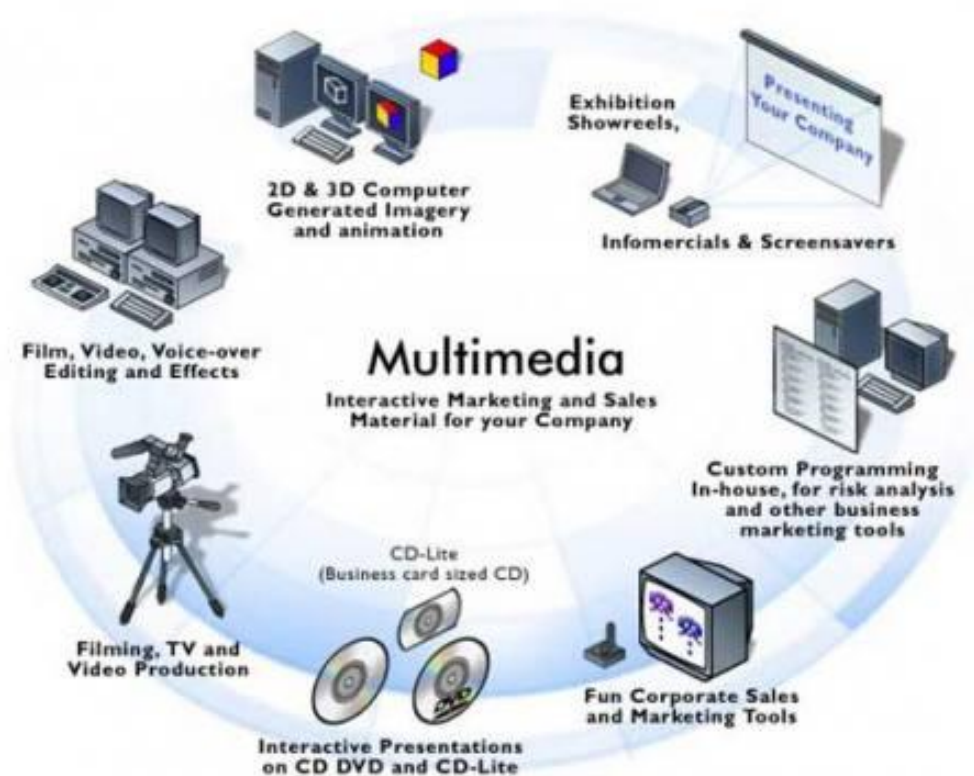 2D & 3D Computer
Generated Imagery
and animation
Exhibition
Showreels,
Presenting
Your Company
Infomercials & Screensavers
Film, Video, Voice-over
Editing and Effects
Multimedia
Interactive Marketing and Sales
Material for your Company
Custom Programming
In-house, for risk analysis
and other business
marketing tools
CD-Lite
(Business card sized CD)
Filming, TV and
Video Production
DVD
Interactive Presentations
on CD DVD and CD-Lite
Fun Corporate Sales
and Marketing Tools